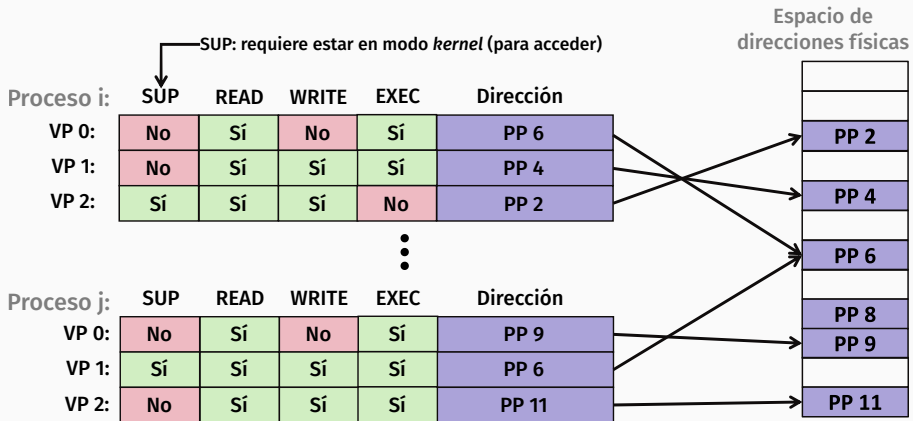 Espacio de
direcciones físicas
SUP: requiere estar en modo kernel (para acceder)
Proceso i: SUP READ WRITE EXEC Dirección
VP 0: No Sí No Sí PP 6
VP 1: No Sí Sí Sí PP 4
VP 2: Sí Sí Sí No PP 2
PP 2
PP 4
PP 6
PP 8
PP 9
PP 11
Proceso j: SUP READ WRITE EXEC Dirección
VP 0: No Sí No Sí PP 9
VP 1: Sí Sí Sí Sí PP 6
VP 2: No Sí Sí Sí PP 11